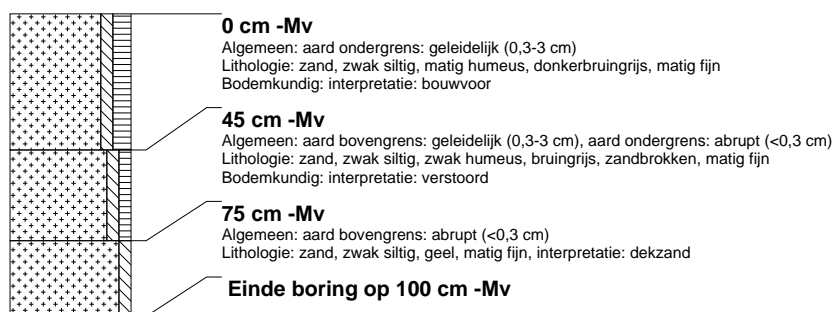 0 cm -Mv
Algemeen: aard ondergrens: geleidelijk (0,3-3 cm)
Lithologie: zand, zwak siltig, matig humeus, donkerbruingrijs, matig fijn
Bodemkundig: interpretatie: bouwvoor
45 cm -Mv
Algemeen: aard bovengrens: geleidelijk (0,3-3 cm), aard ondergrens: abrupt (<0,3 cm)
Lithologie: zand, zwak siltig, zwak humeus, bruingrijs, zandbrokken, matig fijn
Bodemkundig: interpretatie: verstoord
75 cm -Mv
Algemeen: aard bovengrens: abrupt (<0,3 cm)
Lithologie: zand, zwak siltig, geel, matig fijn, interpretatie: dekzand
Einde boring op 100 cm -Mv